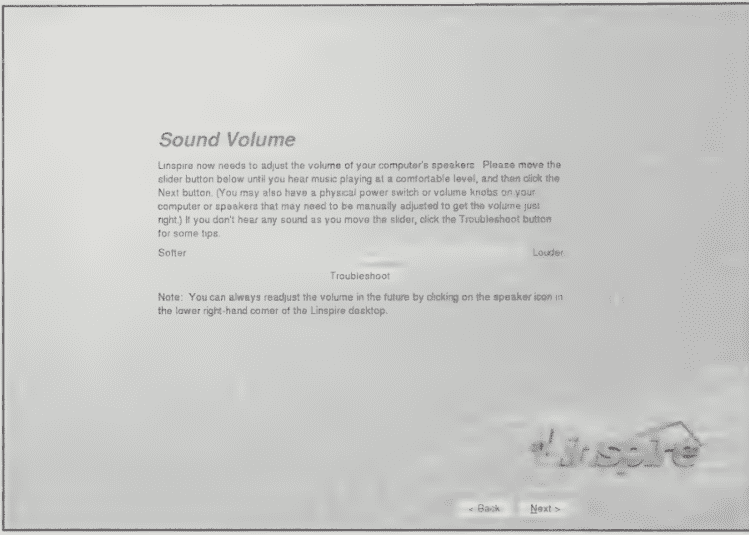 Sound Volume
Linspire now needs to adjust the volume of your computer's speakers. Please move the
slider button below until you hear music playing at a comfortable level, and then click the
Next button. (You may also have a physical power switch or volume knobs on your
computer or speakers that may need to be manually adjusted to get the volume just
right.) If you don't hear any sound as you move the slider, click the Troubleshoot button
for some tips.
Softer Louder
Troubleshoot
Note: You can always readjust the volume in the future by clicking on the speaker icon in
the lower right-hand corner of the Linspire desktop.
Linspire
< Back Next >